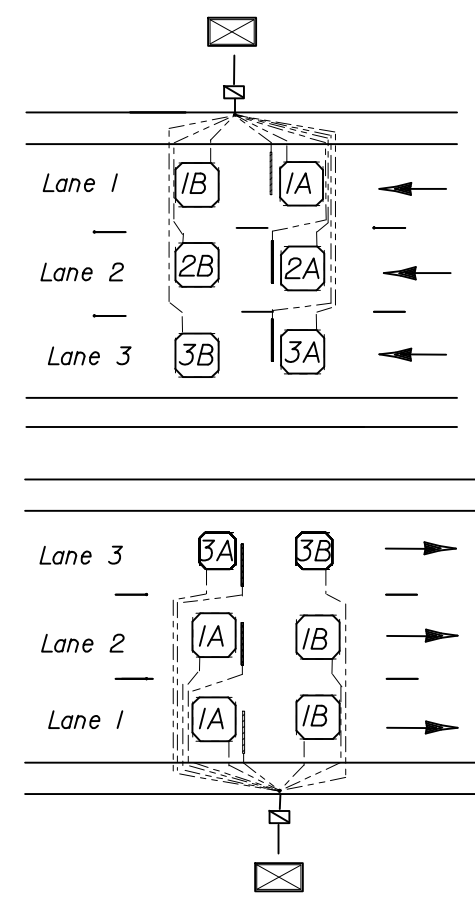 Lane 1 1B 1A
Lane 2 2B 2A
Lane 3 3B 3A
Lane 3 3A 3B
Lane 2 1A 1B
Lane 1 1A 1B